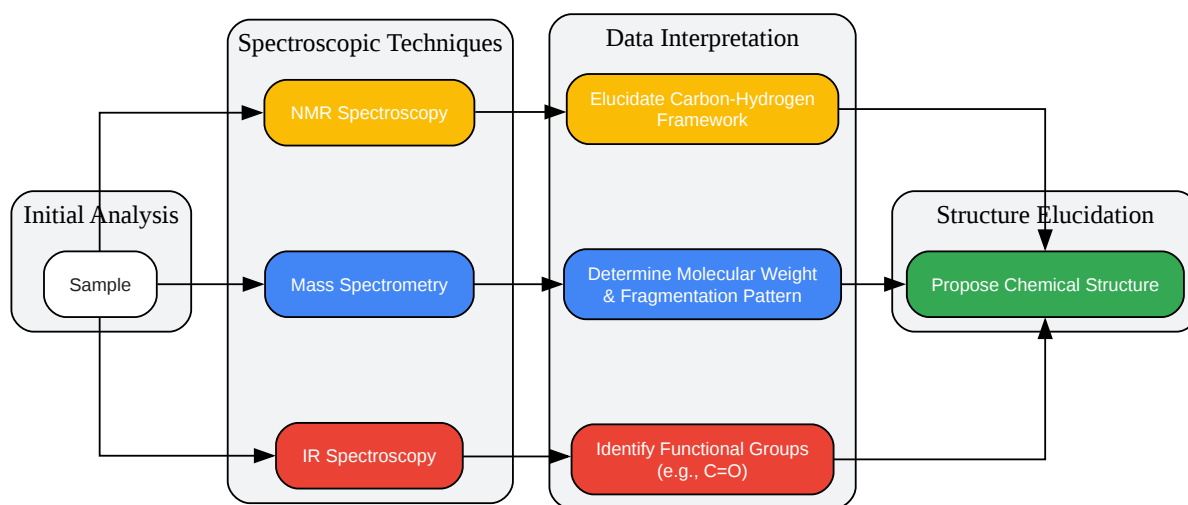 Spectroscopic Techniques
Data Interpretation
NMR Spectroscopy
Elucidate Carbon-Hydrogen
Framework
Initial Analysis
Structure Elucidation
Sample
Mass Spectrometry
Determine Molecular Weight
& Fragmentation Pattern
Propose Chemical Structure
IR Spectroscopy
Identify Functional Groups
(e.g., C=O)